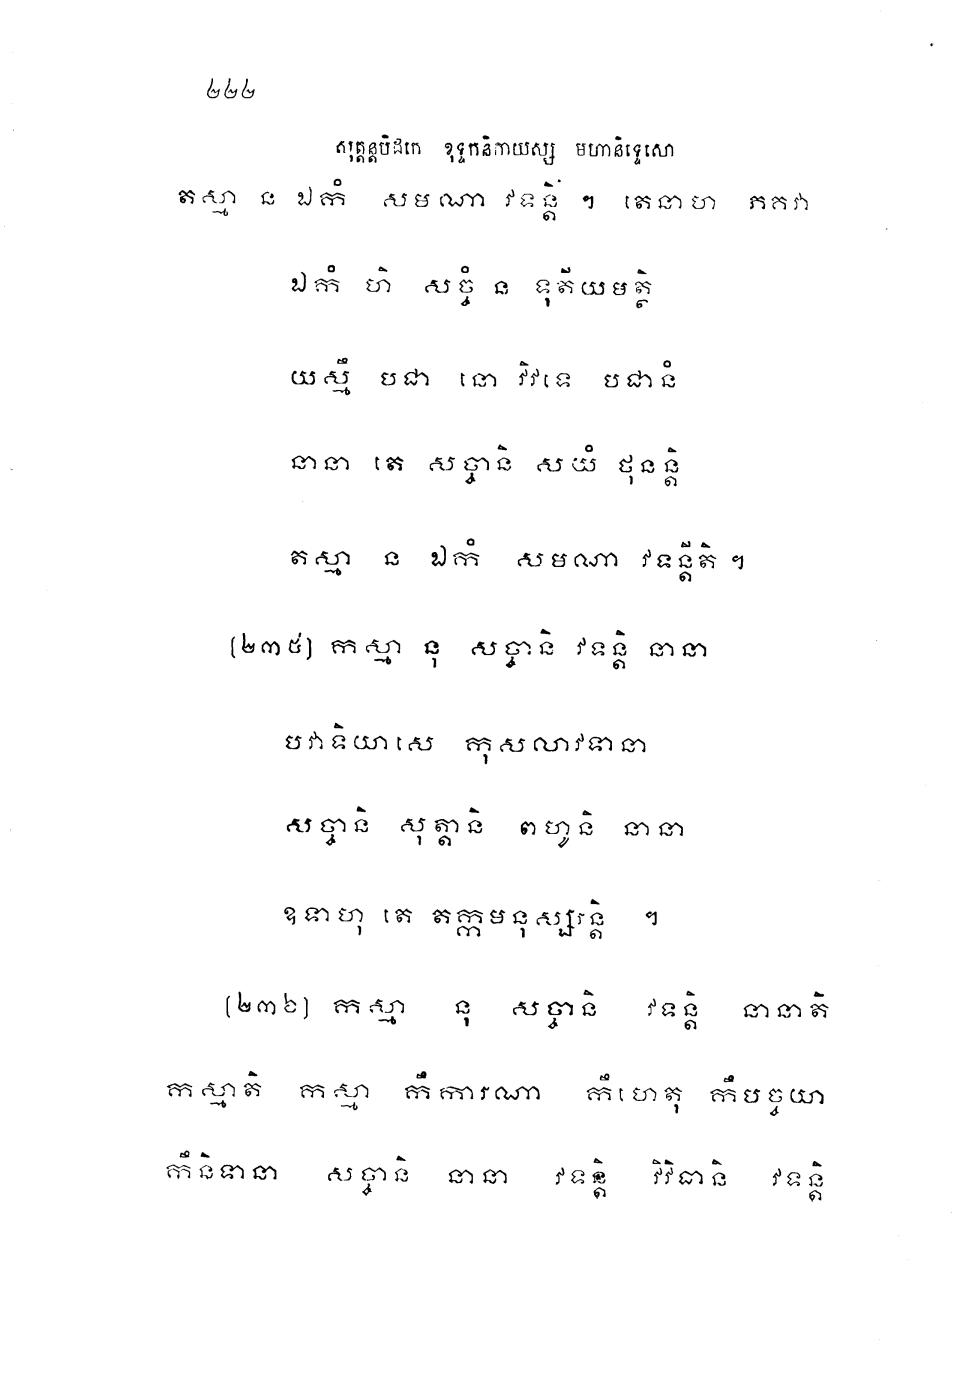 ២២២
សុត្តន្តបិដកេ ខុទ្ទកនិកាយស្ស មហានិទ្ទេសោ
តស្មា ន ឯកំ សមណា វទន្តិ ។ តេនាហ ភគវា
ឯកំ ហិ សច្ចំ ន ទុតីយមត្ថិ
យស្មឹ បជា នោ វិវទេ បជានំ
នានា តេ សច្ចានិ សយំ ថុនន្តិ
តស្មា ន ឯកំ សមណា វទន្តីតិ ។
(២៣៥) កស្មា នុ សច្ចានិ វទន្តិ នានា
បវាទិយាសេ កុសលាវទានា
សច្ចានិ សុត្តានិ ពហូនិ នានា
ឧទាហុ តេ តក្កមនុស្សរន្តិ ។
(២៣៦) កស្មា នុ សច្ចានិ វទន្តិ នានាតិ
កស្មាតិ កស្មា កឹការណា កឹហេតុ កឹបច្ចយា
កឹនិទានា សច្ចានិ នានា វទន្តិ វិវិធានិ វទន្តិ